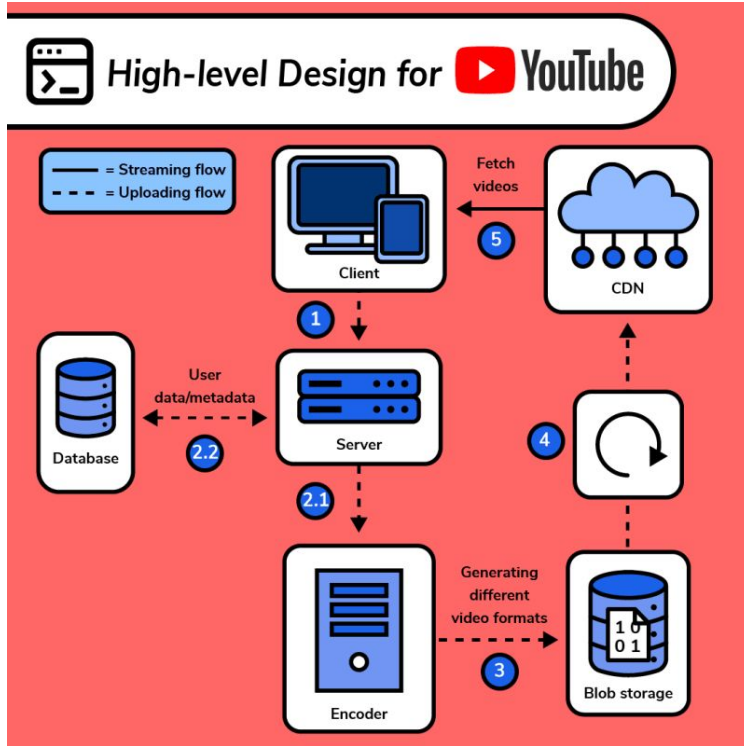 High-level Design for YouTube
= Streaming flow
= Uploading flow
Client
Fetch
videos
5
CDN
1
User
data/metadata
2.2
Database
Server
2.1
4
Encoder
Generating
different
video formats
3
1 0
0 1
Blob storage